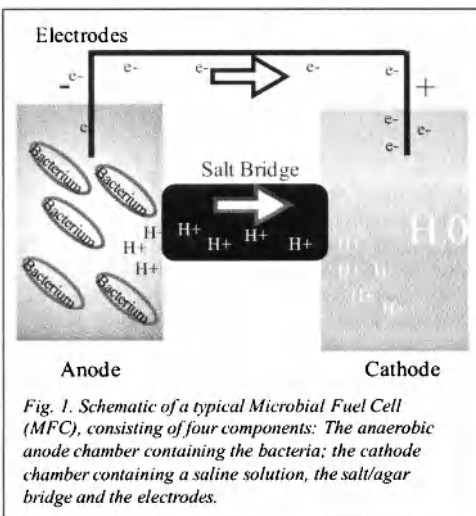 Electrodes
e- e- e- e- e-
- +
e e-
e- e-
Salt Bridge
Bacterium Bacterium
Bacterium
H+ H+ H+ H+ H+
H+
H+
H+
H+
Bacterium Bacterium
H-
Anode Cathode
Fig. 1. Schematic of a typical Microbial Fuel Cell
(MFC), consisting of four components: The anaerobic
anode chamber containing the bacteria; the cathode
chamber containing a saline solution, the salt/agar
bridge and the electrodes.